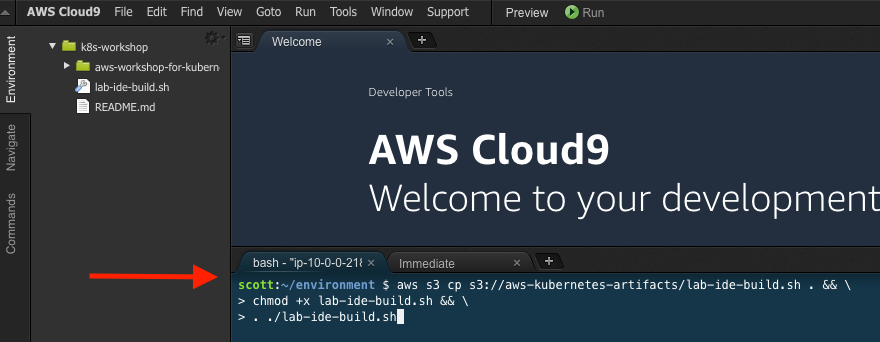 AWS Cloud9 File Edit Find View Goto Run Tools Window Support Preview Run
Environment
Navigate
Commands
k8s-workshop
aws-workshop-for-kuberne
lab-ide-build.sh
README.md
Welcome
Developer Tools
AWS Cloud9
Welcome to your development
bash - "ip-10-0-0-218 Immediate
scott:~/environment $ aws s3 cp s3://aws-kubernetes-artifacts/lab-ide-build.sh . && \
> chmod +x lab-ide-build.sh && \
> . ./lab-ide-build.sh